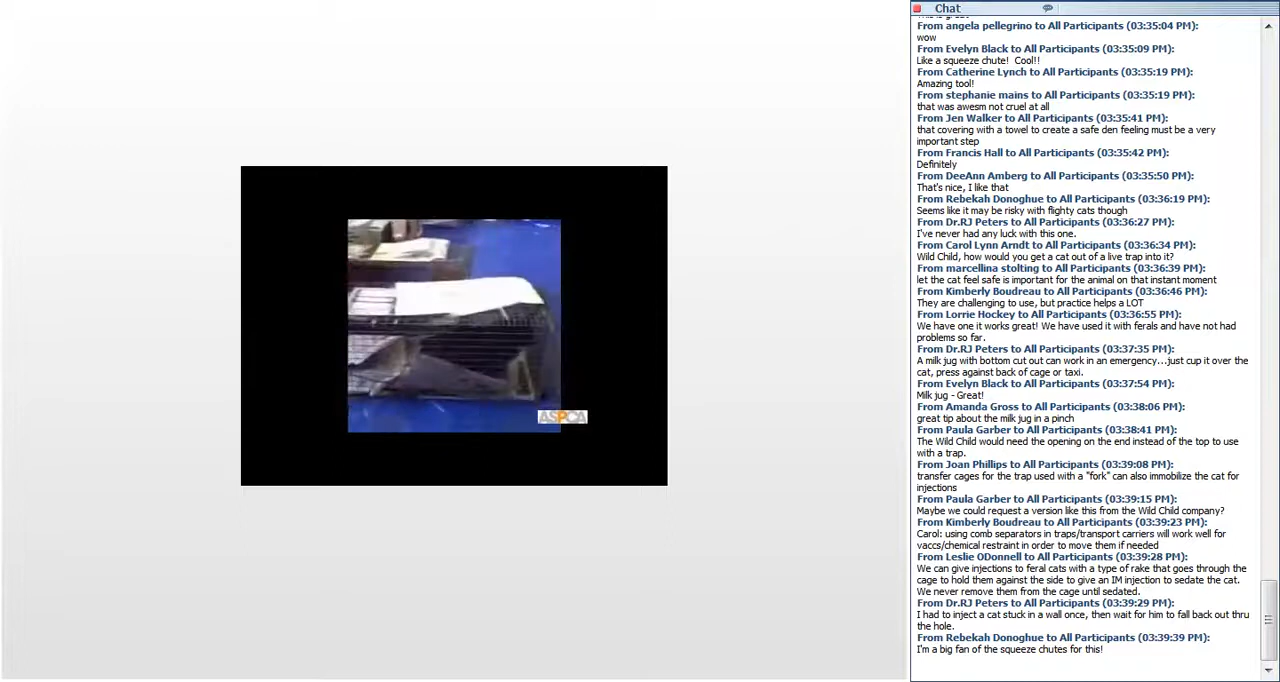 Chat
From angela pellegrino to All Participants (03:35:04 PM):
wow
From Evelyn Black to All Participants (03:35:09 PM):
Like a squeeze chute!  Cool!!
From Catherine Lynch to All Participants (03:35:19 PM):
Amazing tool!
From stephanie mains to All Participants (03:35:19 PM):
that was awesm not cruel at all
From Jen Walker to All Participants (03:35:41 PM):
that covering with a towel to create a safe den feeling must be a very
important step
From Francis Hall to All Participants (03:35:42 PM):
Definitely
From DeeAnn Amberg to All Participants (03:35:50 PM):
That's nice, I like that
From Rebekah Donoghue to All Participants (03:36:19 PM):
Seems like it may be risky with flighty cats though
From Dr.RJ Peters to All Participants (03:36:27 PM):
I've never had any luck with this one.
From Carol Lynn Arndt to All Participants (03:36:34 PM):
Wild Child, how would you get a cat out of a live trap into it?
From marcellina stolting to All Participants (03:36:39 PM):
let the cat feel safe is important for the animal on that instant moment
From Kimberly Boudreau to All Participants (03:36:46 PM):
They are challenging to use, but practice helps a LOT
From Lorrie Hockey to All Participants (03:36:55 PM):
We have one it works great! We have used it with ferals and have not had
problems so far.
From Dr.RJ Peters to All Participants (03:37:35 PM):
A milk jug with bottom cut out can work in an emergency...just cup it over the
cat, press against back of cage or taxi.
From Evelyn Black to All Participants (03:37:54 PM):
Milk jug - Great!
From Amanda Gross to All Participants (03:38:06 PM):
great tip about the milk jug in a pinch
From Paula Garber to All Participants (03:38:41 PM):
The Wild Child would need the opening on the end instead of the top to use
with a trap.
From Joan Phillips to All Participants (03:39:08 PM):
transfer cages for the trap used with a "fork" can also immobilize the cat for
injections
From Paula Garber to All Participants (03:39:15 PM):
Maybe we could request a version like this from the Wild Child company?
From Kimberly Boudreau to All Participants (03:39:23 PM):
Carol: using comb separators in traps/transport carriers will work well for
vaccs/chemical restraint in order to move them if needed
From Leslie ODonnell to All Participants (03:39:28 PM):
We can give injections to feral cats with a type of rake that goes through the
cage to hold them against the side to give an IM injection to sedate the cat.
We never remove them from the cage until sedated.
From Dr.RJ Peters to All Participants (03:39:29 PM):
I had to inject a cat stuck in a wall once, then wait for him to fall back out thru
the hole.
From Rebekah Donoghue to All Participants (03:39:39 PM):
I'm a big fan of the squeeze chutes for this!
ASPCA